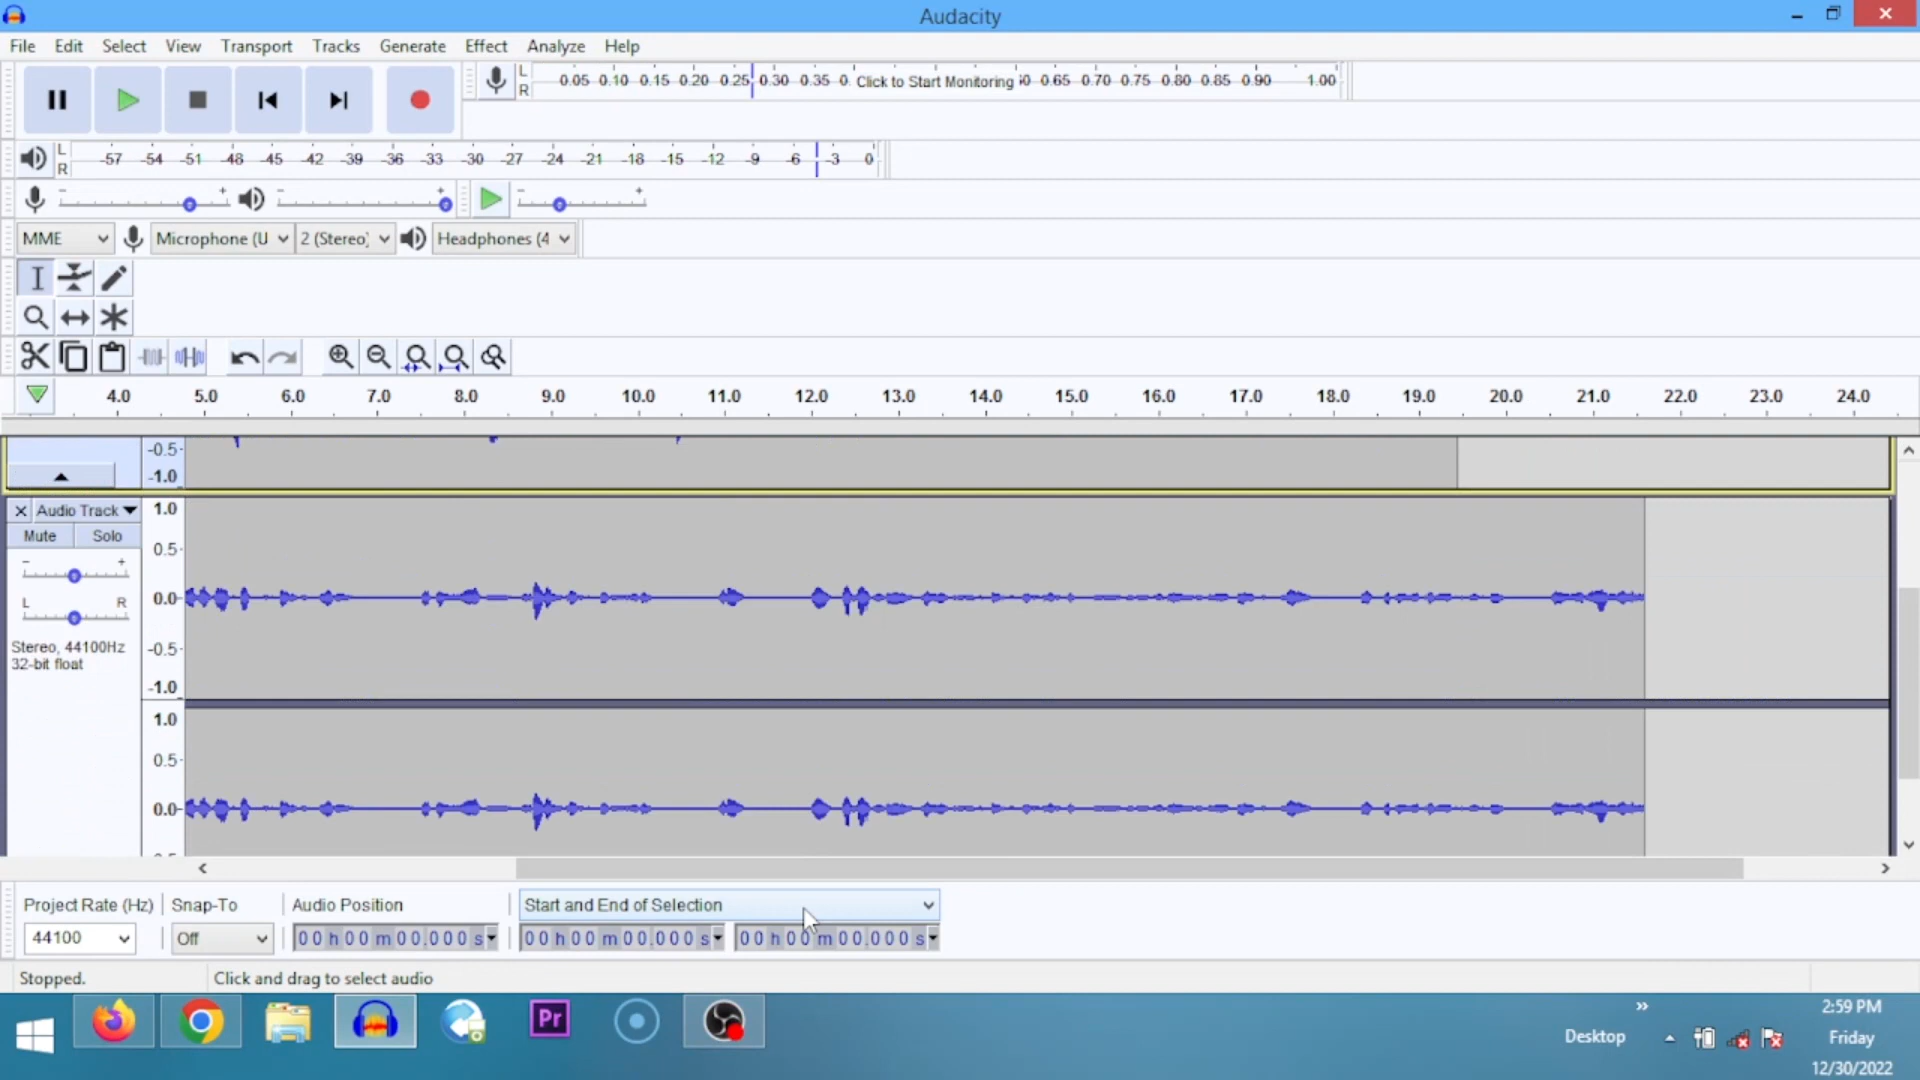 Audacity
File Edit Select View Transport Tracks Generate Effect Analyze Help
L
R
0.05 0.10 0.15 0.20 0.25 0.30 0.35 0. Click to Start Monitoring 0.65 0.70 0.75 0.80 0.85 0.90 1.00
L
R
-57 -54 -51 -48 -45 -42 -39 -36 -33 -30 -27 -24 -21 -18 -15 -12 -9 -6 -3 0
- + - + - +
MME Microphone (U 2 (Stereo) Headphones (4
4.0 5.0 6.0 7.0 8.0 9.0 10.0 11.0 12.0 13.0 14.0 15.0 16.0 17.0 18.0 19.0 20.0 21.0 22.0 23.0 24.0
-0.5
-1.0
Audio Track
Mute Solo
- +
L R
Stereo, 44100Hz
32-bit float
1.0
0.5
0.0
-0.5
-1.0
1.0
0.5
0.0
Project Rate (Hz) Snap-To Audio Position Start and End of Selection
44100 Off 00 h 00 m 00.000 s 00 h 00 m 00.000 s 00 h 00 m 00.000 s
Stopped. Click and drag to select audio
Pr
Desktop
2:59 PM
Friday
12/30/2022